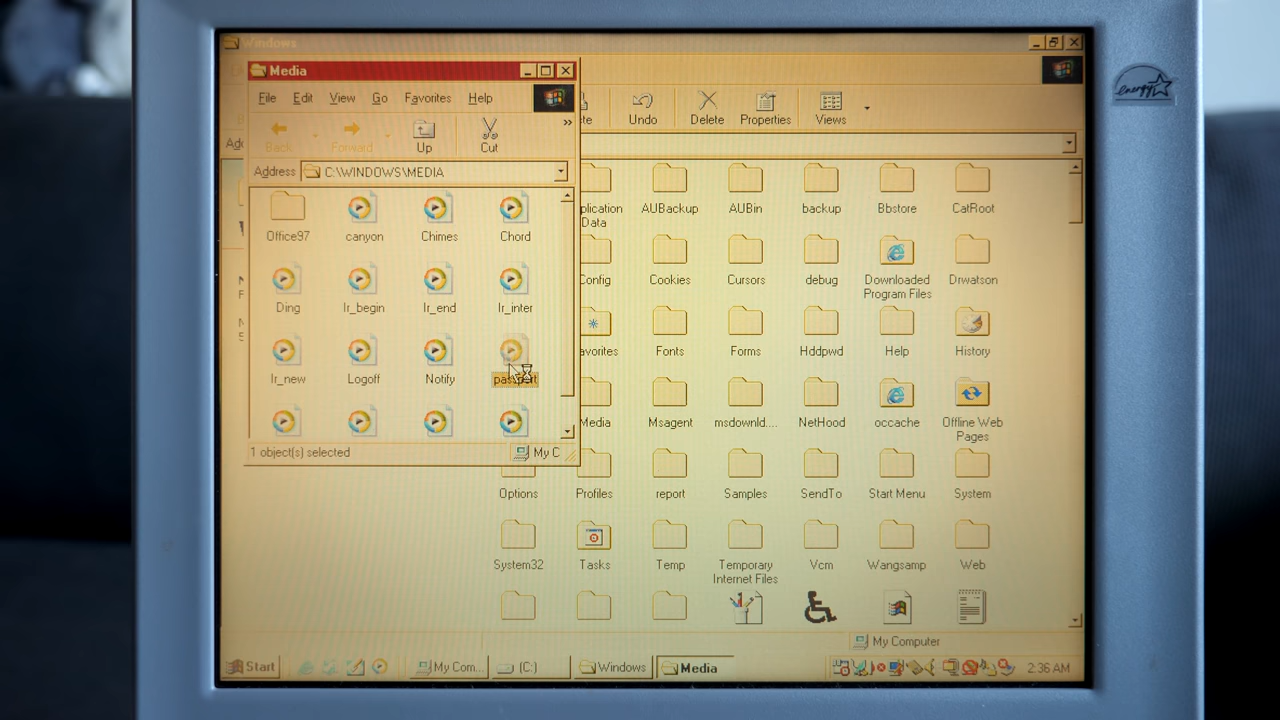 Windows
Media
File Edit View Go Favorites Help
Undo Delete Properties Views
Back Forward Up Cut »
Address C:\WINDOWS\MEDIA
Office97 canyon Chimes Chord
Ding Ir_begin Ir_end Ir_inter
Ir_new Logoff Notify passport
1 object(s) selected My C
plication
Data AUBackup AUBin backup Bbstore CatRoot
Config Cookies Cursors debug Downloaded
Program Files Drwatson
avorites Fonts Forms Hddpwd Help History
Media Msagent msdownld.... NetHood occache Offline Web
Pages
Options Profiles report Samples SendTo Start Menu System
System32 Tasks Temp Temporary
Internet Files Vcm Wangsamp Web
My Computer
Start My Com... (C:) Windows Media 2:36 AM
energy